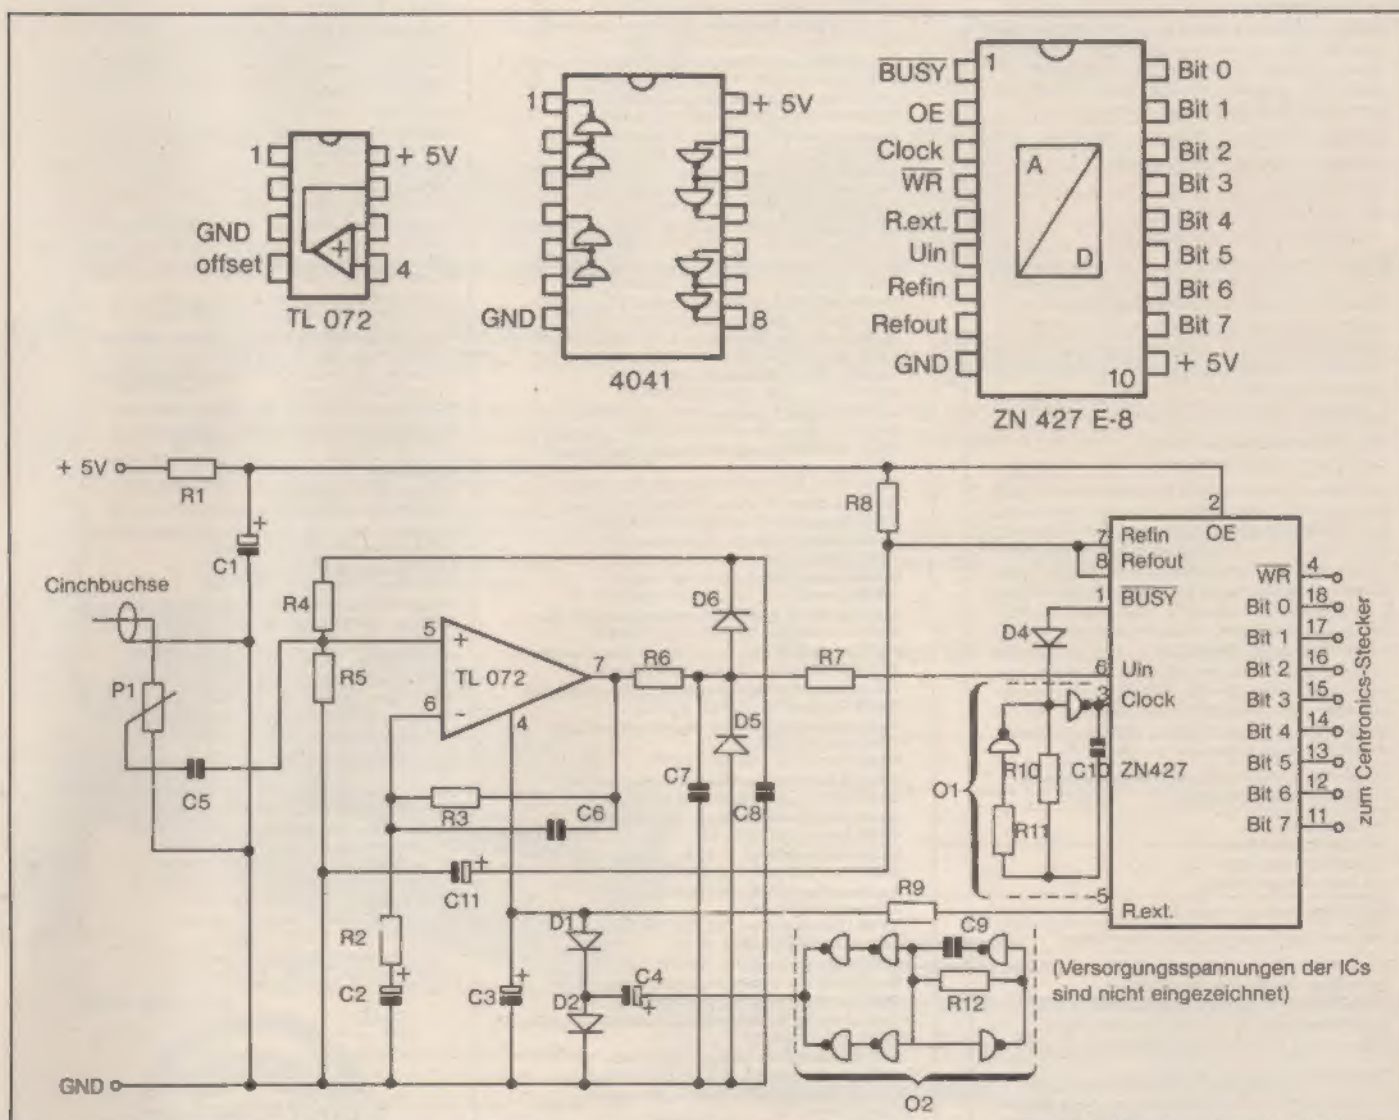 1
+ 5V
GND
offset
4
TL 072
1
+ 5V
GND
8
4041
BUSY
OE
Clock
WR
R.ext.
Uin
Refin
Refout
GND
1
A
D
10
Bit 0
Bit 1
Bit 2
Bit 3
Bit 4
Bit 5
Bit 6
Bit 7
+ 5V
ZN 427 E-8
+ 5V
R1
+
C1
Cinchbuchse
P1
C5
R4
R5
5
+
6
-
TL 072
7
4
R3
C6
C11
+
R2
+
C2
+
C3
D1
D2
C4
+
R6
C7
D6
D5
C8
R7
R8
R9
D4
O1
R10
R11
C10
7
Refin
8
Refout
1
BUSY
6
Uin
3
Clock
ZN427
5
R.ext.
2
OE
WR
4
Bit 0
18
Bit 1
17
Bit 2
16
Bit 3
15
Bit 4
14
Bit 5
13
Bit 6
12
Bit 7
11
zum Centronics-Stecker
C9
R12
O2
(Versorgungsspannungen der ICs
sind nicht eingezeichnet)
GND